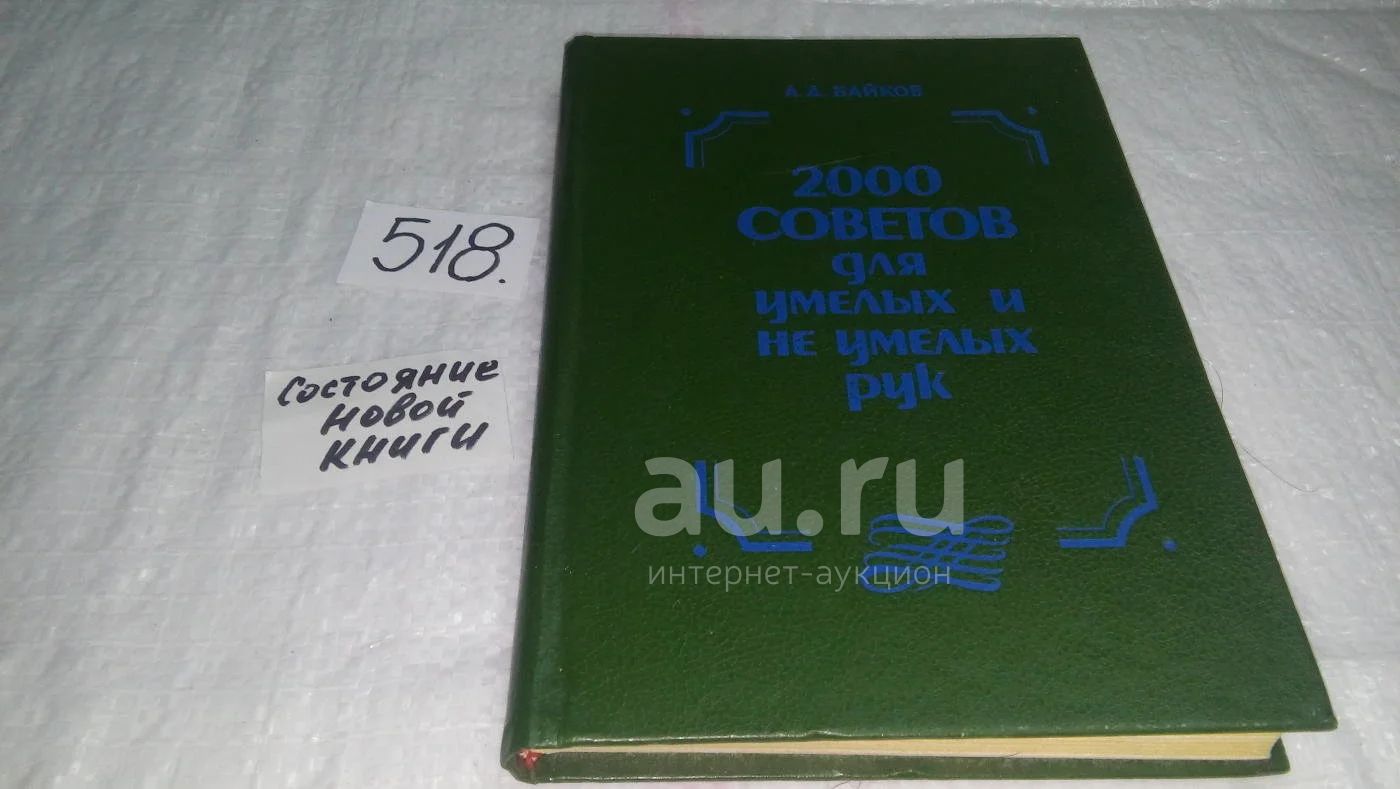 А. Д. БАЙКОВ
2000
СОВЕТОВ
для
умелых и
не умелых
рук
518.
Состояние
новой
книги
au.ru
интернет-аукцион